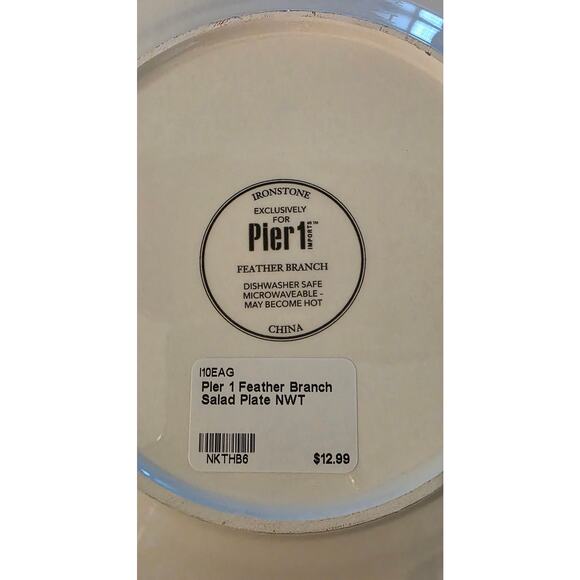 IRONSTONE
EXCLUSIVELY
FOR
Pier1 IMPORTS™
FEATHER BRANCH
DISHWASHER SAFE
MICROWAVEABLE -
MAY BECOME HOT
CHINA
I10EAG
Pier 1 Feather Branch
Salad Plate NWT
NKTHB6 $12.99